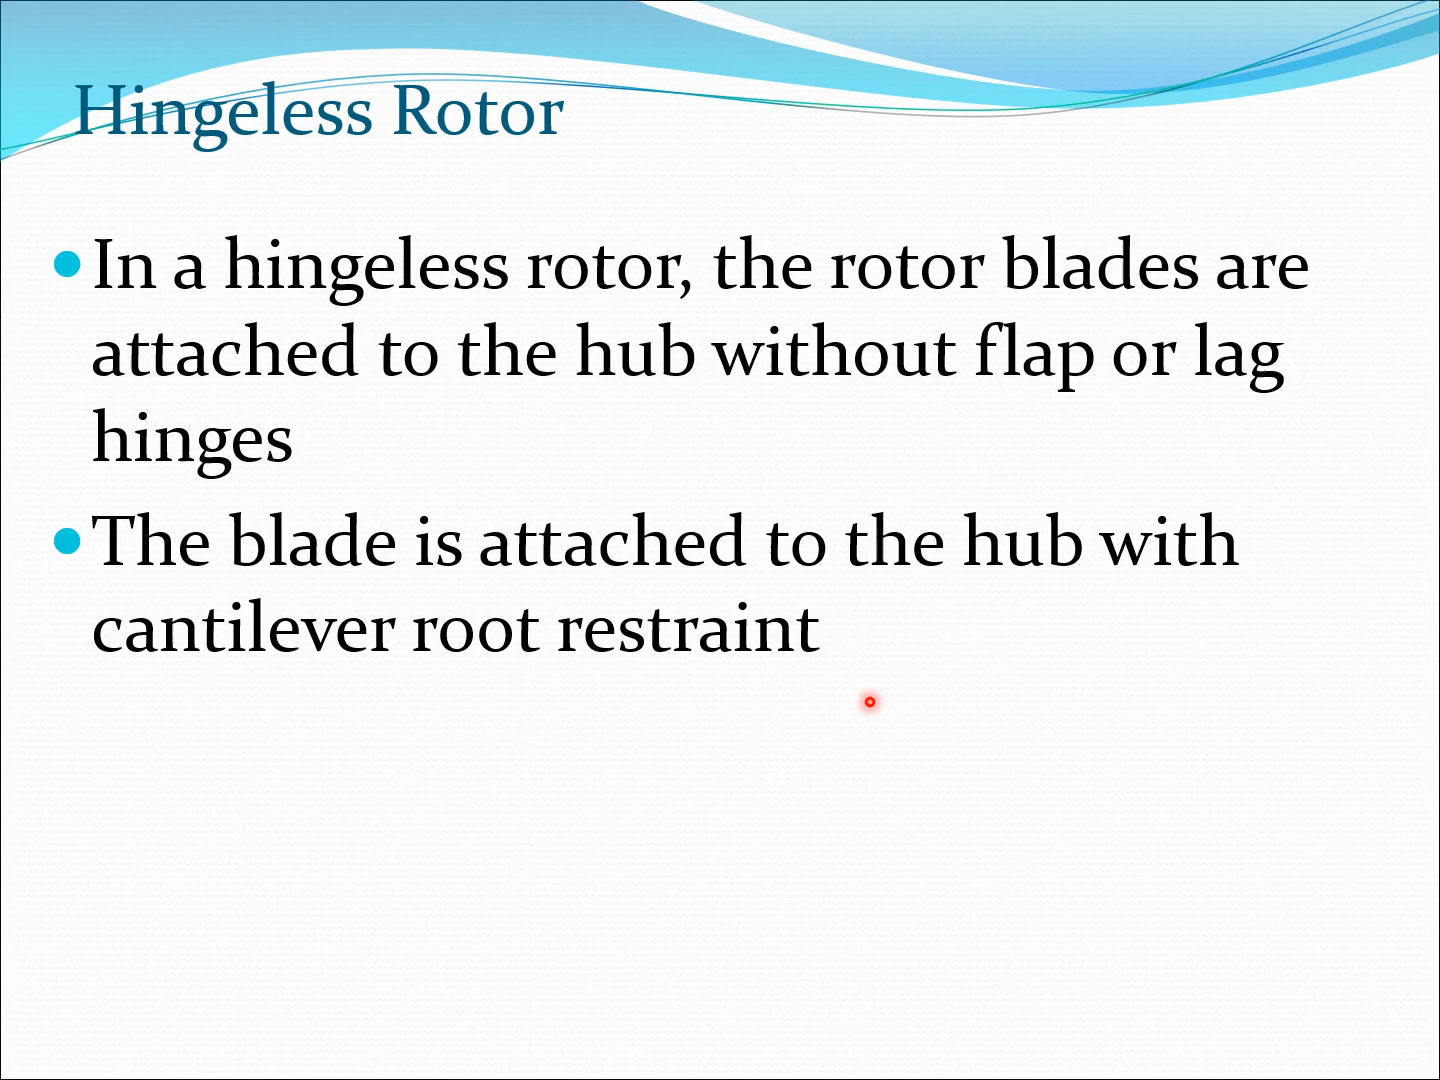 Hingeless Rotor
In a hingeless rotor, the rotor blades are
attached to the hub without flap or lag
hinges
The blade is attached to the hub with
cantilever root restraint